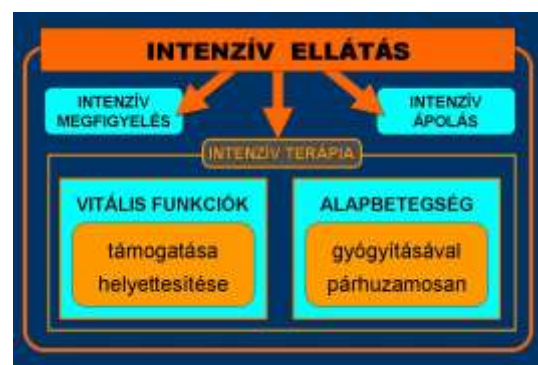 INTENZÍV ELLÁTÁS
INTENZÍV
MEGFIGYELÉS
INTENZÍV
ÁPOLÁS
INTENZÍV TERÁPIA
VITÁLIS FUNKCIÓK
támogatása
helyettesítése
ALAPBETEGSÉG
gyógyításával
párhuzamosan